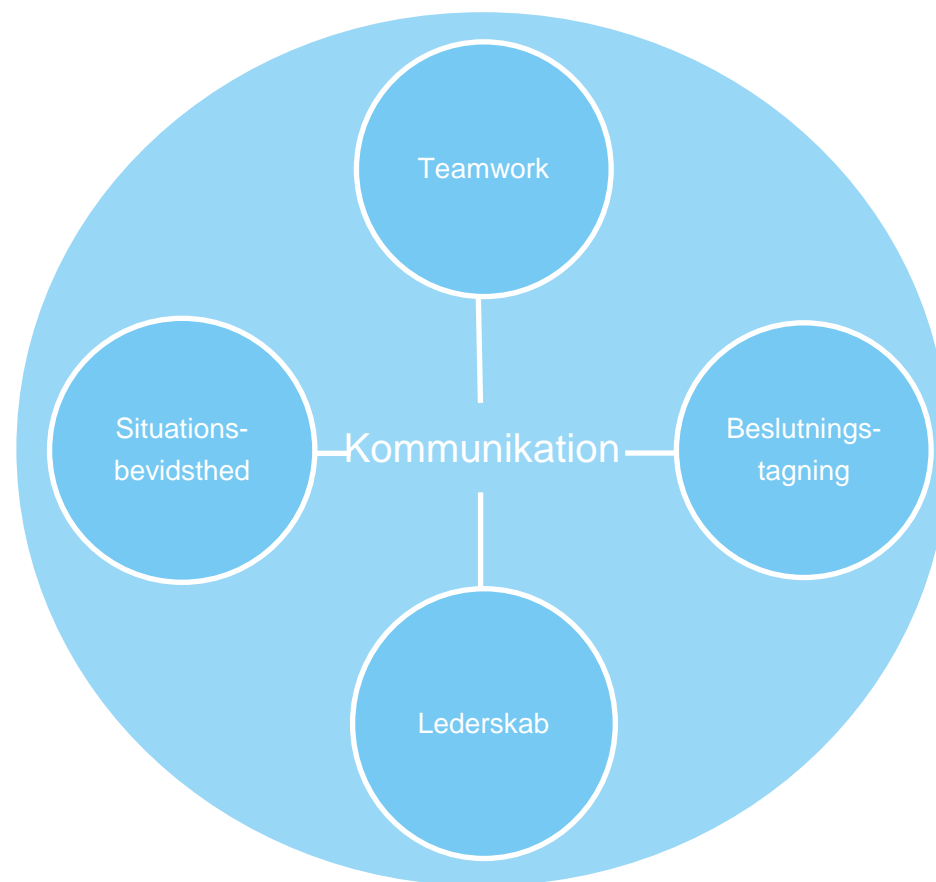 Teamwork
Situations-
bevidsthed
Kommunikation
Beslutnings-
tagning
Lederskab